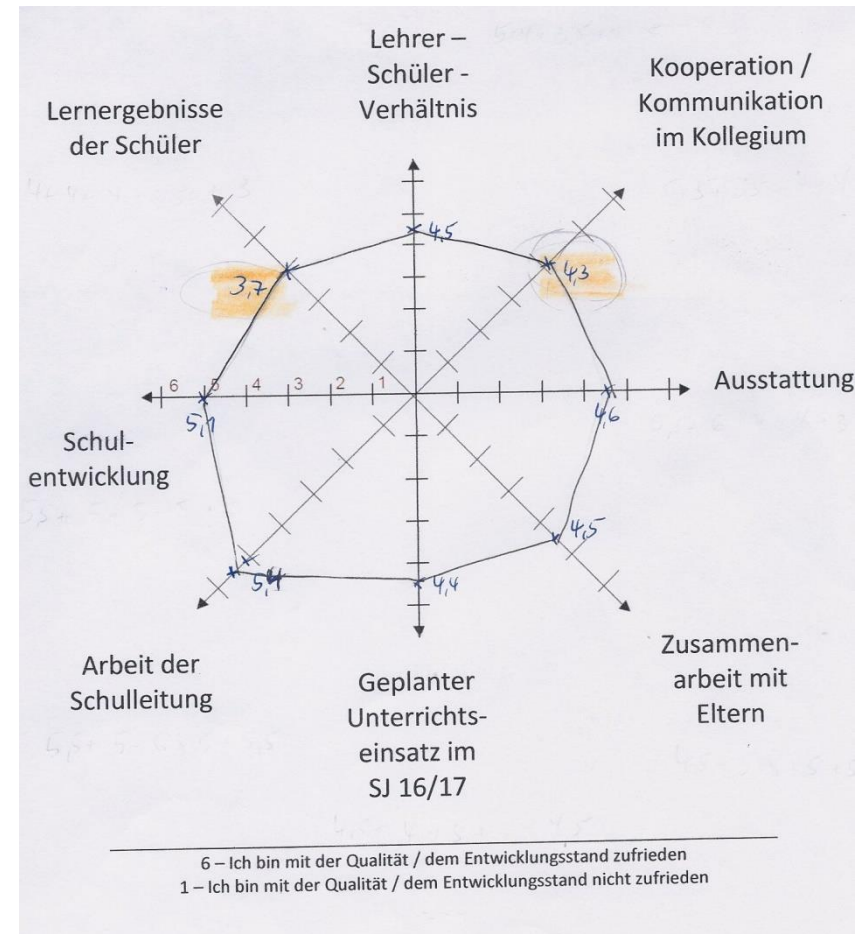 Lehrer –
Schüler -
Verhältnis
Kooperation /
Kommunikation
im Kollegium
Lernergebnisse
der Schüler
4,5
4,3
3,7
6 5 4 3 2 1
Ausstattung
5,1
4,6
Schul-
entwicklung
4,5
5,4
4,4
Arbeit der
Schulleitung
Geplanter
Unterrichts-
einsatz im
SJ 16/17
Zusammen-
arbeit mit
Eltern
6 – Ich bin mit der Qualität / dem Entwicklungsstand zufrieden
1 – Ich bin mit der Qualität / dem Entwicklungsstand nicht zufrieden